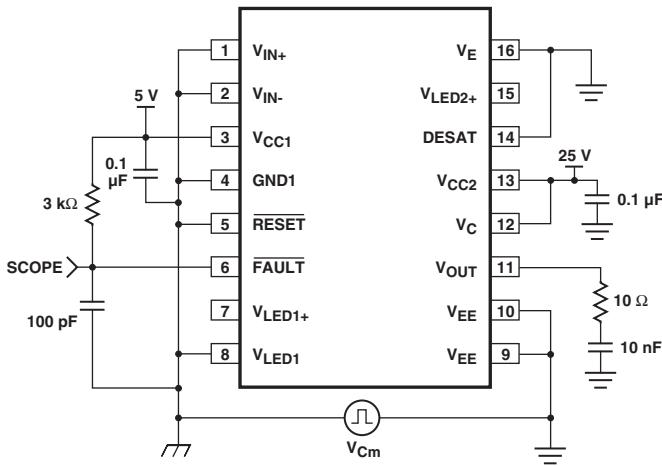 1 V_IN+
2 V_IN-
3 V_CC1
4 GND1
5 RESET
6 FAULT
7 V_LED1+
8 V_LED1
V_E 16
V_LED2+ 15
DESAT 14
V_CC2 13
V_C 12
V_OUT 11
V_EE 10
V_EE 9
5 V
0.1
µF
3 kΩ
SCOPE
100 pF
25 V
0.1 µF
10 Ω
10 nF
V_Cm